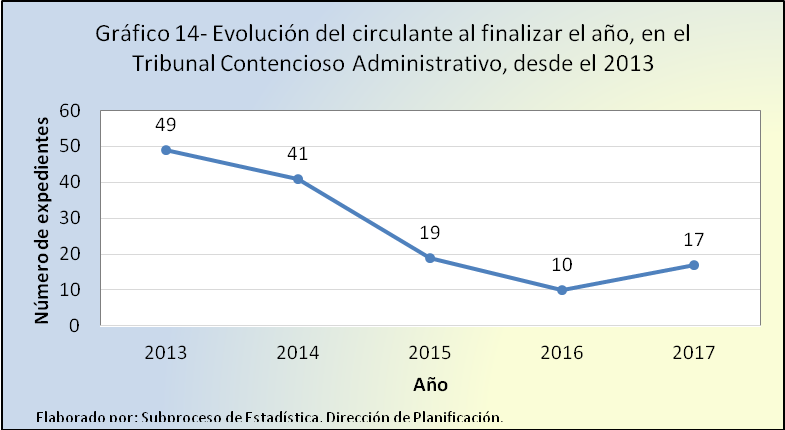 Gráfico 14- Evolución del circulante al finalizar el año, en el
Tribunal Contencioso Administrativo, desde el 2013
Número de expedientes
60
50
40
30
20
10
0
49
41
19
10
17
2013 2014 2015 2016 2017
Año
Elaborado por: Subproceso de Estadística. Dirección de Planificación.